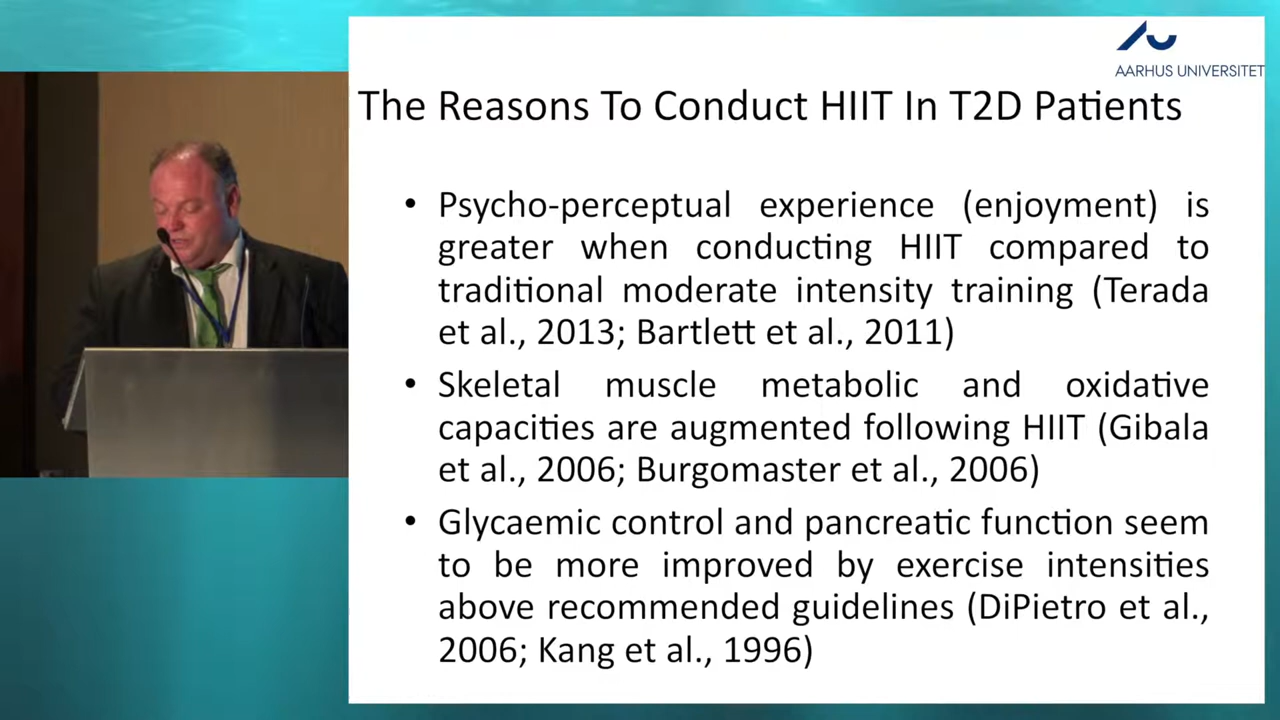 AARHUS UNIVERSITET
The Reasons To Conduct HIIT In T2D Patients
• Psycho-perceptual experience (enjoyment) is
greater when conducting HIIT compared to
traditional moderate intensity training (Terada
et al., 2013; Bartlett et al., 2011)
• Skeletal muscle metabolic and oxidative
capacities are augmented following HIIT (Gibala
et al., 2006; Burgomaster et al., 2006)
• Glycaemic control and pancreatic function seem
to be more improved by exercise intensities
above recommended guidelines (DiPietro et al.,
2006; Kang et al., 1996)